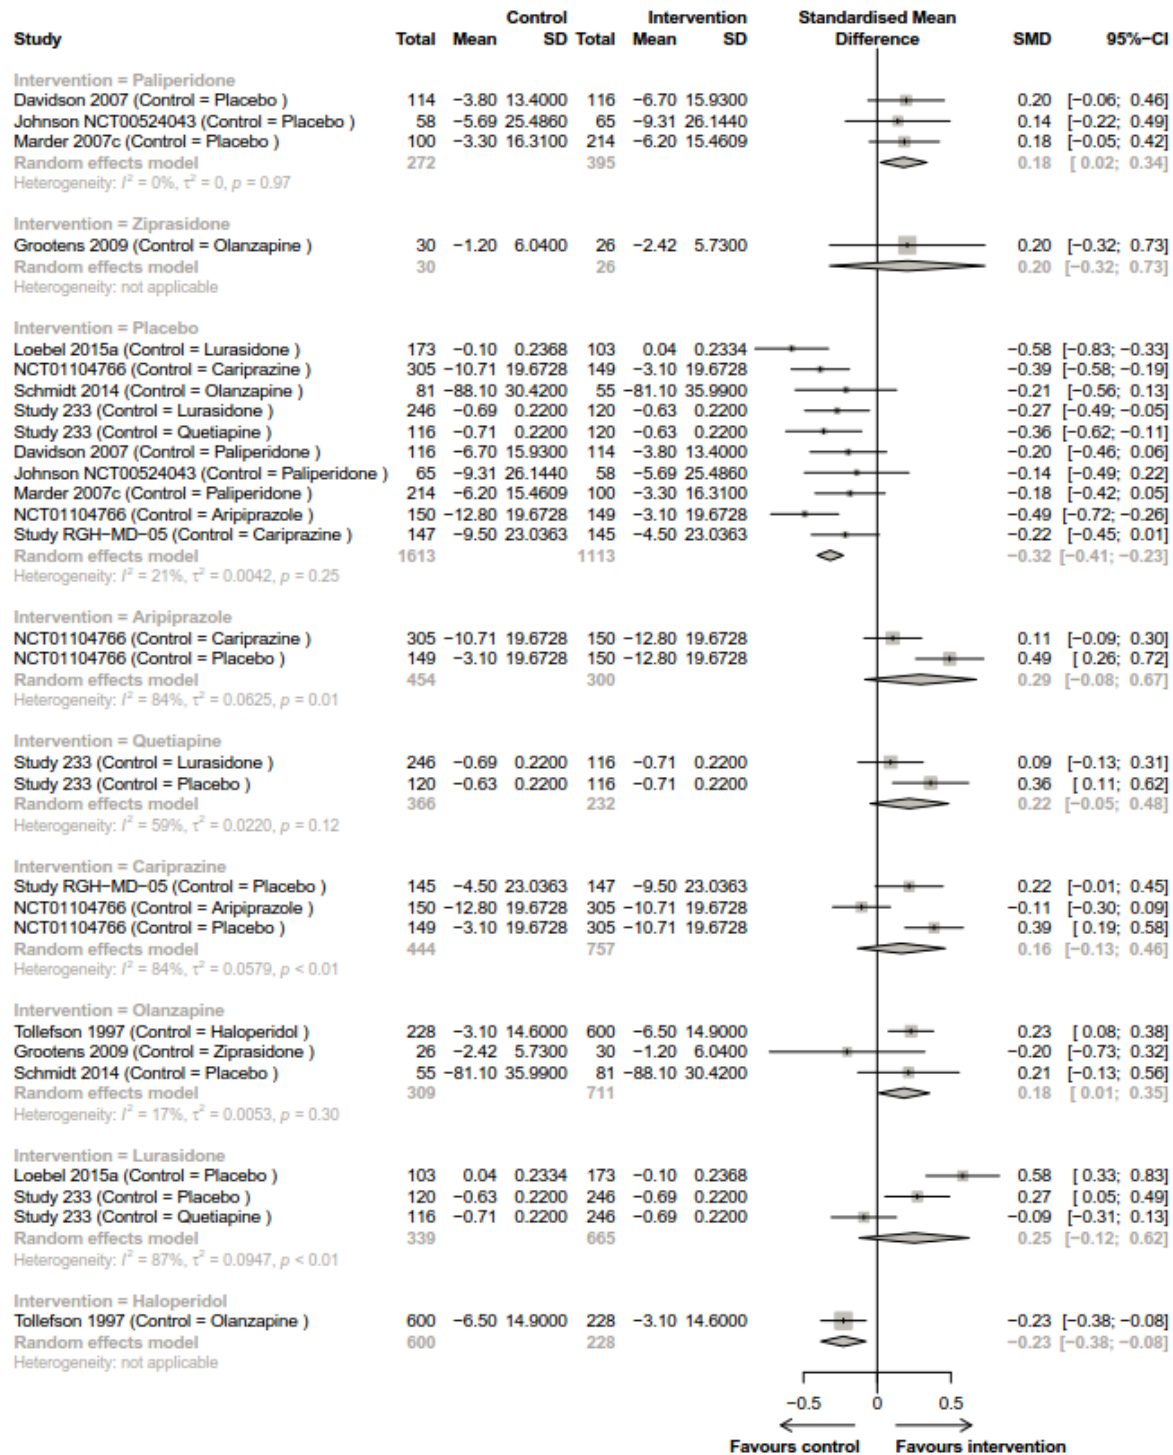 Control Intervention Standardised Mean
Study Total Mean SD Total Mean SD Difference SMD 95%−CI
Intervention = Paliperidone
Davidson 2007 (Control = Placebo ) 114 −3.80 13.4000 116 −6.70 15.9300 0.20 [−0.06; 0.46]
Johnson NCT00524043 (Control = Placebo ) 58 −5.69 25.4860 65 −9.31 26.1440 0.14 [−0.22; 0.49]
Marder 2007c (Control = Placebo ) 100 −3.30 16.3100 214 −6.20 15.4609 0.18 [−0.05; 0.42]
Random effects model 272 395 0.18 [ 0.02; 0.34]
Heterogeneity: I² = 0%, τ² = 0, p = 0.97
Intervention = Ziprasidone
Grootens 2009 (Control = Olanzapine ) 30 −1.20 6.0400 26 −2.42 5.7300 0.20 [−0.32; 0.73]
Random effects model 30 26 0.20 [−0.32; 0.73]
Heterogeneity: not applicable
Intervention = Placebo
Loebel 2015a (Control = Lurasidone ) 173 −0.10 0.2368 103 0.04 0.2334 −0.58 [−0.83; −0.33]
NCT01104766 (Control = Cariprazine ) 305 −10.71 19.6728 149 −3.10 19.6728 −0.39 [−0.58; −0.19]
Schmidt 2014 (Control = Olanzapine ) 81 −88.10 30.4200 55 −81.10 35.9900 −0.21 [−0.56; 0.13]
Study 233 (Control = Lurasidone ) 246 −0.69 0.2200 120 −0.63 0.2200 −0.27 [−0.49; −0.05]
Study 233 (Control = Quetiapine ) 116 −0.71 0.2200 120 −0.63 0.2200 −0.36 [−0.62; −0.11]
Davidson 2007 (Control = Paliperidone ) 116 −6.70 15.9300 114 −3.80 13.4000 −0.20 [−0.46; 0.06]
Johnson NCT00524043 (Control = Paliperidone ) 65 −9.31 26.1440 58 −5.69 25.4860 −0.14 [−0.49; 0.22]
Marder 2007c (Control = Paliperidone ) 214 −6.20 15.4609 100 −3.30 16.3100 −0.18 [−0.42; 0.05]
NCT01104766 (Control = Aripiprazole ) 150 −12.80 19.6728 149 −3.10 19.6728 −0.49 [−0.72; −0.26]
Study RGH−MD−05 (Control = Cariprazine ) 147 −9.50 23.0363 145 −4.50 23.0363 −0.22 [−0.45; 0.01]
Random effects model 1613 1113 −0.32 [−0.41; −0.23]
Heterogeneity: I² = 21%, τ² = 0.0042, p = 0.25
Intervention = Aripiprazole
NCT01104766 (Control = Cariprazine ) 305 −10.71 19.6728 150 −12.80 19.6728 0.11 [−0.09; 0.30]
NCT01104766 (Control = Placebo ) 149 −3.10 19.6728 150 −12.80 19.6728 0.49 [ 0.26; 0.72]
Random effects model 454 300 0.29 [−0.08; 0.67]
Heterogeneity: I² = 84%, τ² = 0.0625, p = 0.01
Intervention = Quetiapine
Study 233 (Control = Lurasidone ) 246 −0.69 0.2200 116 −0.71 0.2200 0.09 [−0.13; 0.31]
Study 233 (Control = Placebo ) 120 −0.63 0.2200 116 −0.71 0.2200 0.36 [ 0.11; 0.62]
Random effects model 366 232 0.22 [−0.05; 0.48]
Heterogeneity: I² = 59%, τ² = 0.0220, p = 0.12
Intervention = Cariprazine
Study RGH−MD−05 (Control = Placebo ) 145 −4.50 23.0363 147 −9.50 23.0363 0.22 [−0.01; 0.45]
NCT01104766 (Control = Aripiprazole ) 150 −12.80 19.6728 305 −10.71 19.6728 −0.11 [−0.30; 0.09]
NCT01104766 (Control = Placebo ) 149 −3.10 19.6728 305 −10.71 19.6728 0.39 [ 0.19; 0.58]
Random effects model 444 757 0.16 [−0.13; 0.46]
Heterogeneity: I² = 84%, τ² = 0.0579, p < 0.01
Intervention = Olanzapine
Tollefson 1997 (Control = Haloperidol ) 228 −3.10 14.6000 600 −6.50 14.9000 0.23 [ 0.08; 0.38]
Grootens 2009 (Control = Ziprasidone ) 26 −2.42 5.7300 30 −1.20 6.0400 −0.20 [−0.73; 0.32]
Schmidt 2014 (Control = Placebo ) 55 −81.10 35.9900 81 −88.10 30.4200 0.21 [−0.13; 0.56]
Random effects model 309 711 0.18 [ 0.01; 0.35]
Heterogeneity: I² = 17%, τ² = 0.0053, p = 0.30
Intervention = Lurasidone
Loebel 2015a (Control = Placebo ) 103 0.04 0.2334 173 −0.10 0.2368 0.58 [ 0.33; 0.83]
Study 233 (Control = Placebo ) 120 −0.63 0.2200 246 −0.69 0.2200 0.27 [ 0.05; 0.49]
Study 233 (Control = Quetiapine ) 116 −0.71 0.2200 246 −0.69 0.2200 −0.09 [−0.31; 0.13]
Random effects model 339 665 0.25 [−0.12; 0.62]
Heterogeneity: I² = 87%, τ² = 0.0947, p < 0.01
Intervention = Haloperidol
Tollefson 1997 (Control = Olanzapine ) 600 −6.50 14.9000 228 −3.10 14.6000 −0.23 [−0.38; −0.08]
Random effects model 600 228 −0.23 [−0.38; −0.08]
Heterogeneity: not applicable
−0.5 0 0.5
Favours control Favours intervention